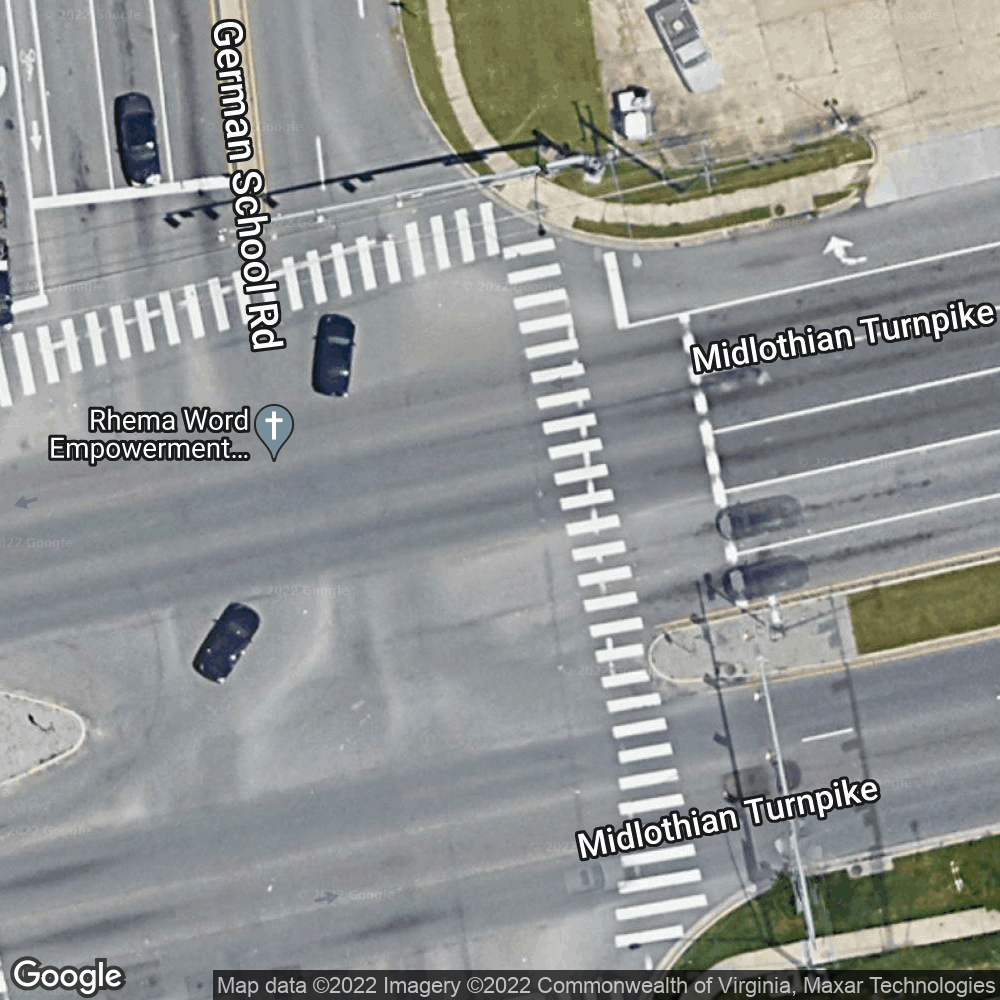 German School Rd
Midlothian Turnpike
Rhema Word
Empowerment...
Midlothian Turnpike
Google
Map data ©2022 Imagery ©2022 Commonwealth of Virginia, Maxar Technologies